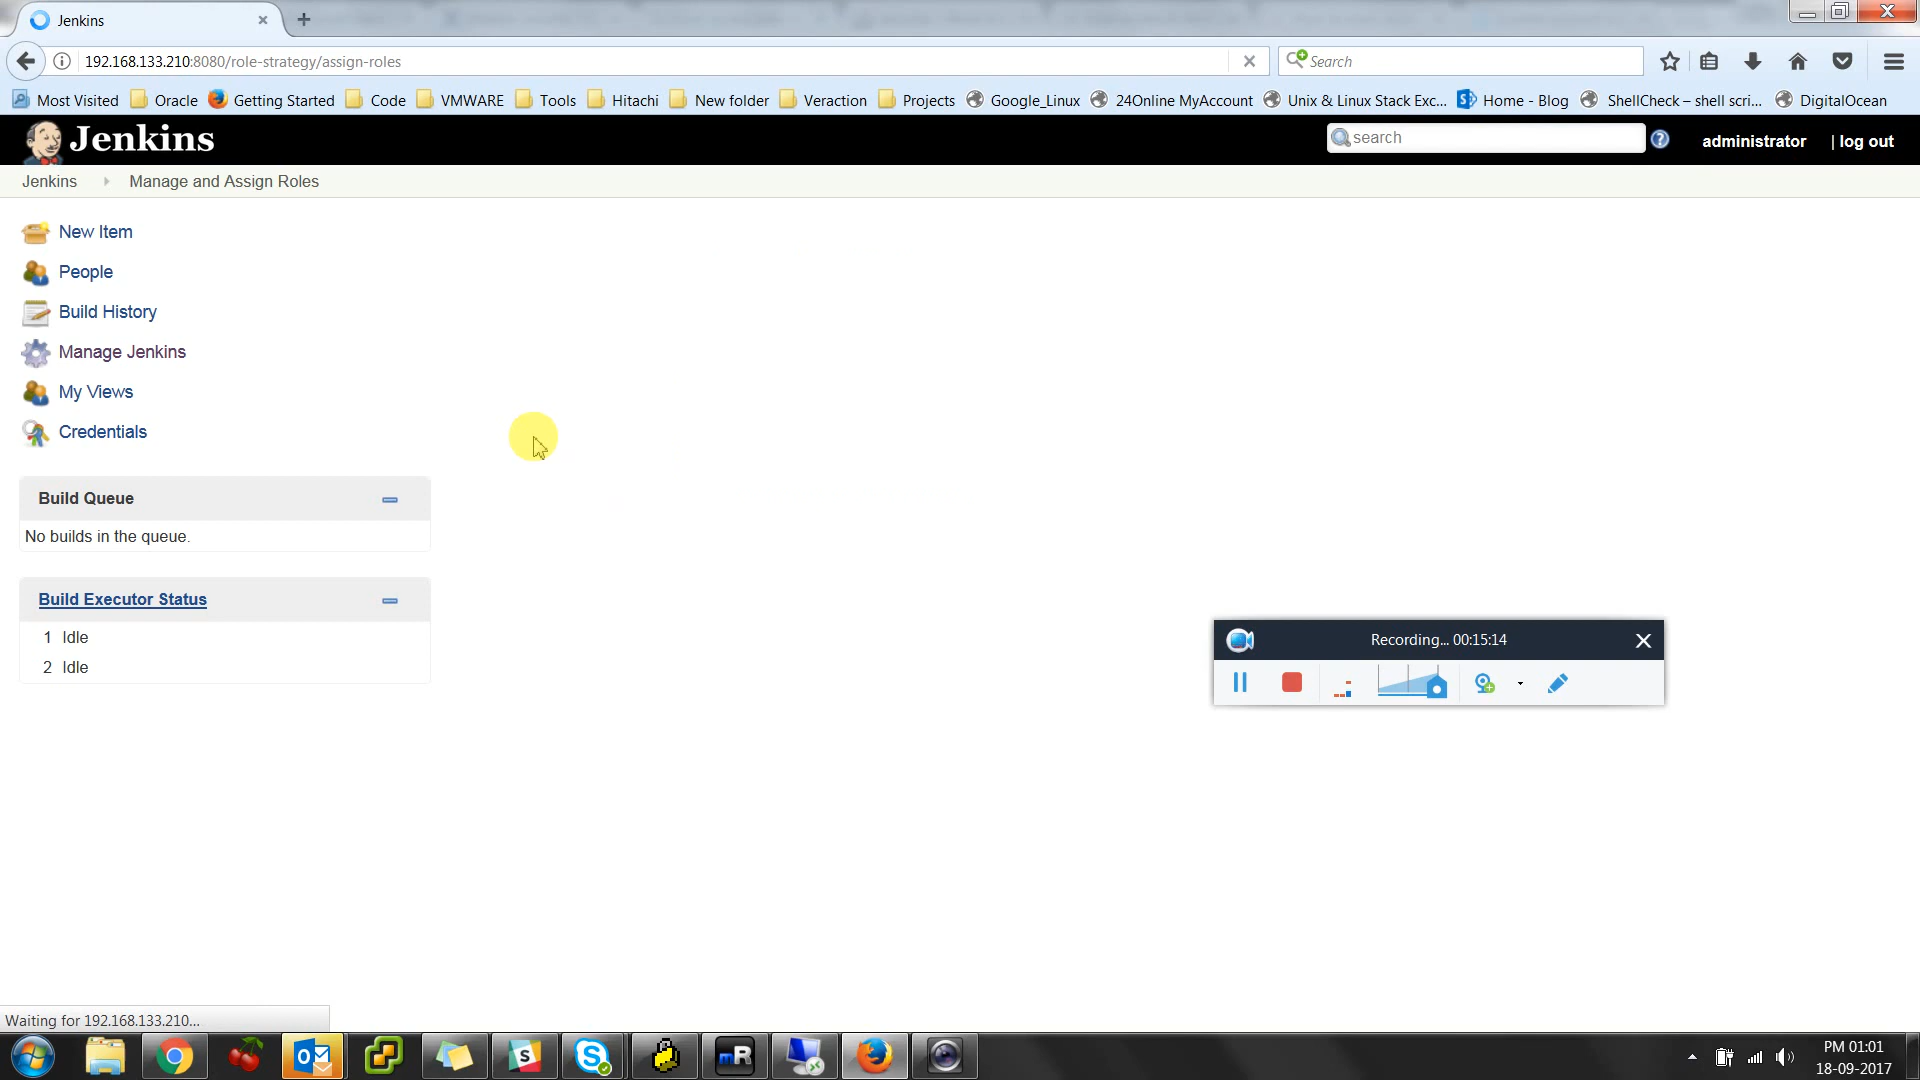 Jenkins
192.168.133.210:8080/role-strategy/assign-roles
Search
Most Visited Oracle Getting Started Code VMWARE Tools Hitachi New folder Veraction Projects Google_Linux 24Online MyAccount Unix & Linux Stack Exc... Home - Blog ShellCheck – shell scri... DigitalOcean
Jenkins search administrator | log out
Jenkins Manage and Assign Roles
New Item
People
Build History
Manage Jenkins
My Views
Credentials
Build Queue
No builds in the queue.
Build Executor Status
1 Idle
2 Idle
Recording... 00:15:14
Waiting for 192.168.133.210...
PM 01:01
18-09-2017